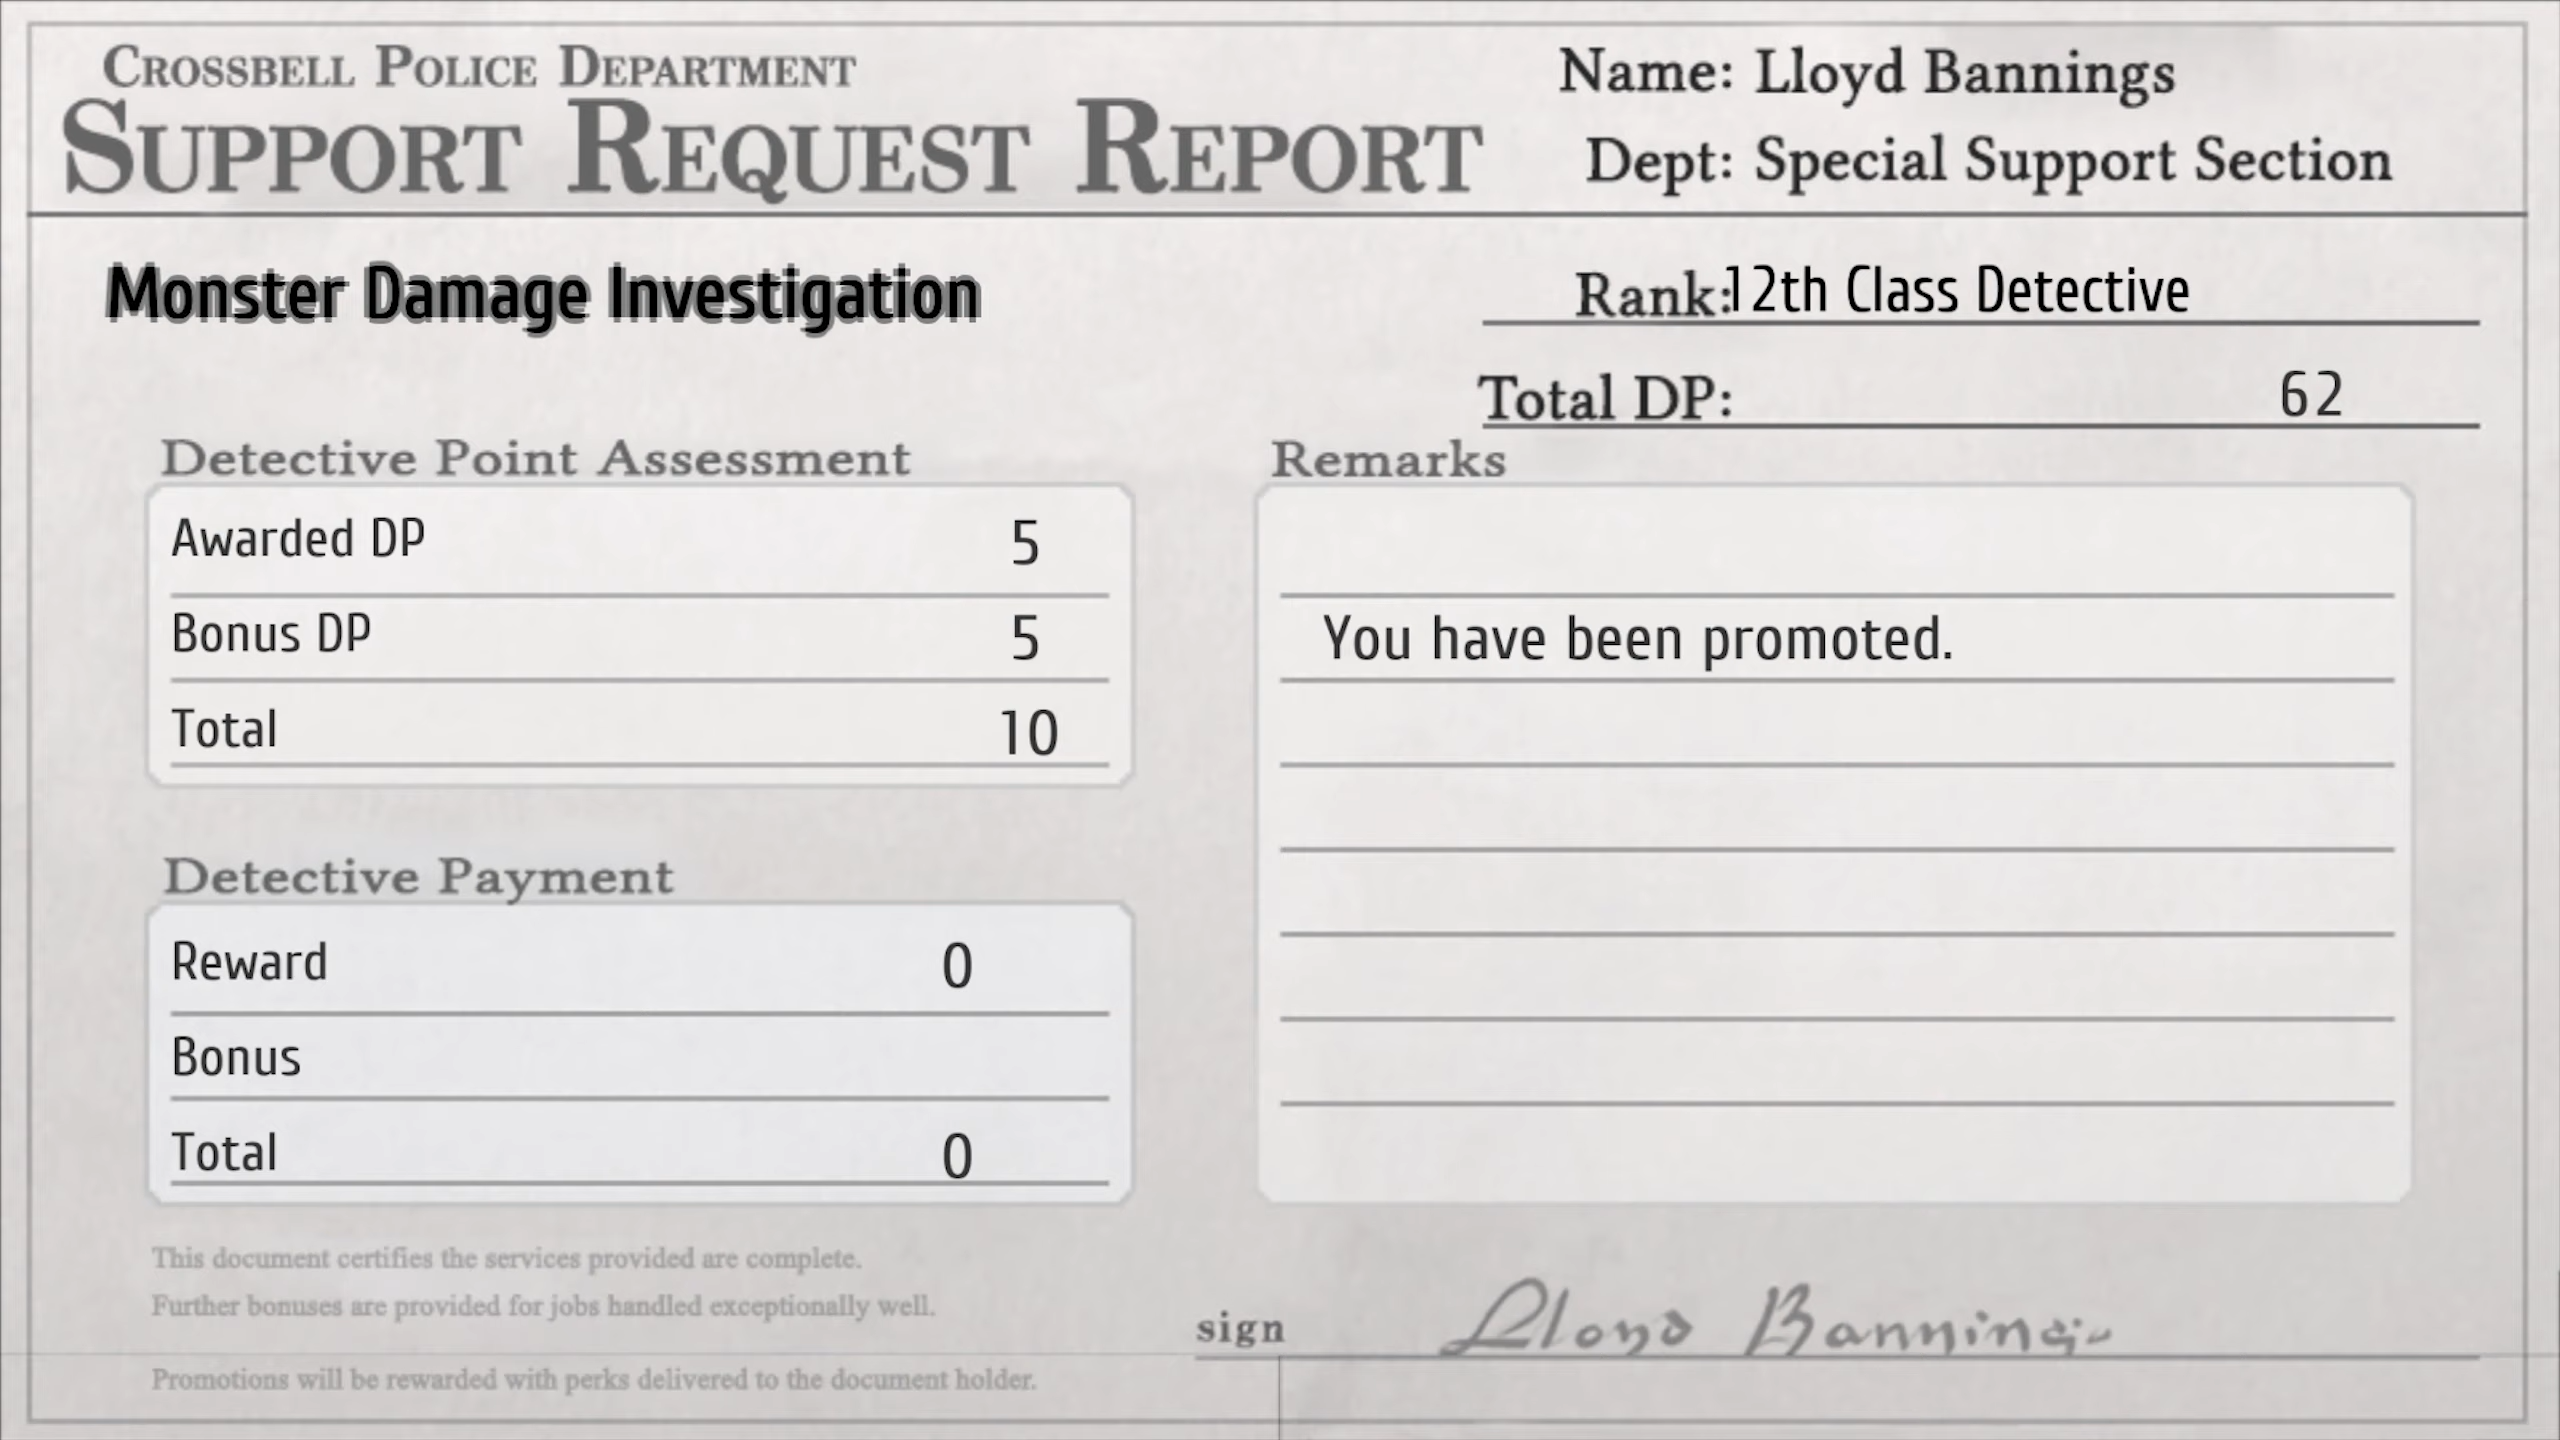 CROSSBELL POLICE DEPARTMENT
SUPPORT REQUEST REPORT
Name: Lloyd Bannings
Dept: Special Support Section
Monster Damage Investigation
Rank: 12th Class Detective
Total DP: 62
Detective Point Assessment
Awarded DP 5
Bonus DP 5
Total 10
Remarks
You have been promoted.
Detective Payment
Reward 0
Bonus
Total 0
This document certifies the services provided are complete.
Further bonuses are provided for jobs handled exceptionally well.
Promotions will be rewarded with perks delivered to the document holder.
sign Lloyd Bannings